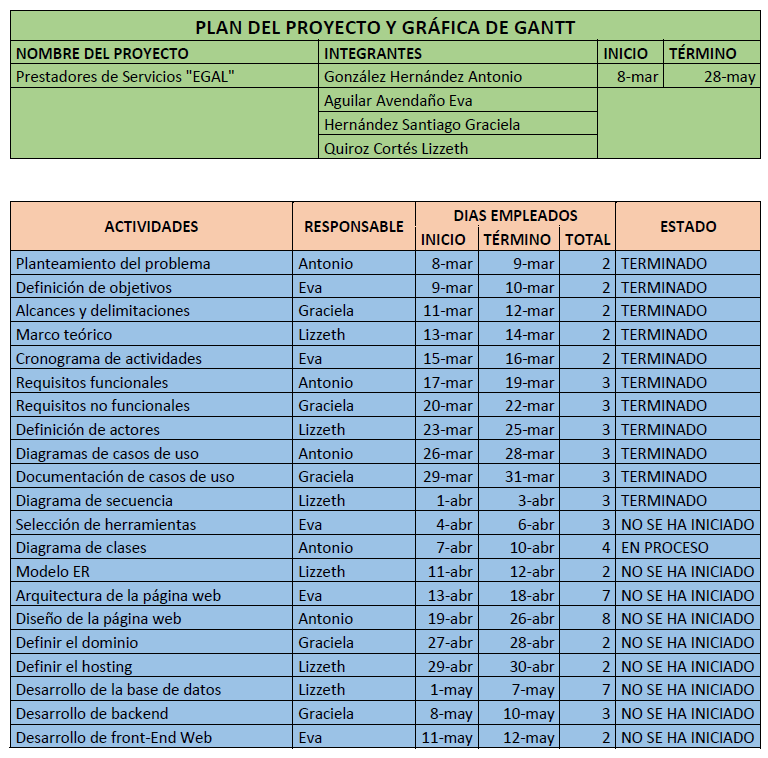 PLAN DEL PROYECTO Y GRÁFICA DE GANTT
NOMBRE DEL PROYECTO INTEGRANTES INICIO TÉRMINO
Prestadores de Servicios "EGAL" González Hernández Antonio 8-mar 28-may
Aguilar Avendaño Eva
Hernández Santiago Graciela
Quiroz Cortés Lizzeth
ACTIVIDADES RESPONSABLE DIAS EMPLEADOS ESTADO
INICIO TÉRMINO TOTAL
Planteamiento del problema Antonio 8-mar 9-mar 2 TERMINADO
Definición de objetivos Eva 9-mar 10-mar 2 TERMINADO
Alcances y delimitaciones Graciela 11-mar 12-mar 2 TERMINADO
Marco teórico Lizzeth 13-mar 14-mar 2 TERMINADO
Cronograma de actividades Eva 15-mar 16-mar 2 TERMINADO
Requisitos funcionales Antonio 17-mar 19-mar 3 TERMINADO
Requisitos no funcionales Graciela 20-mar 22-mar 3 TERMINADO
Definición de actores Lizzeth 23-mar 25-mar 3 TERMINADO
Diagramas de casos de uso Antonio 26-mar 28-mar 3 TERMINADO
Documentación de casos de uso Graciela 29-mar 31-mar 3 TERMINADO
Diagrama de secuencia Lizzeth 1-abr 3-abr 3 TERMINADO
Selección de herramientas Eva 4-abr 6-abr 3 NO SE HA INICIADO
Diagrama de clases Antonio 7-abr 10-abr 4 EN PROCESO
Modelo ER Lizzeth 11-abr 12-abr 2 NO SE HA INICIADO
Arquitectura de la página web Eva 13-abr 18-abr 7 NO SE HA INICIADO
Diseño de la página web Antonio 19-abr 26-abr 8 NO SE HA INICIADO
Definir el dominio Graciela 27-abr 28-abr 2 NO SE HA INICIADO
Definir el hosting Lizzeth 29-abr 30-abr 2 NO SE HA INICIADO
Desarrollo de la base de datos Lizzeth 1-may 7-may 7 NO SE HA INICIADO
Desarrollo de backend Graciela 8-may 10-may 3 NO SE HA INICIADO
Desarrollo de front-End Web Eva 11-may 12-may 2 NO SE HA INICIADO